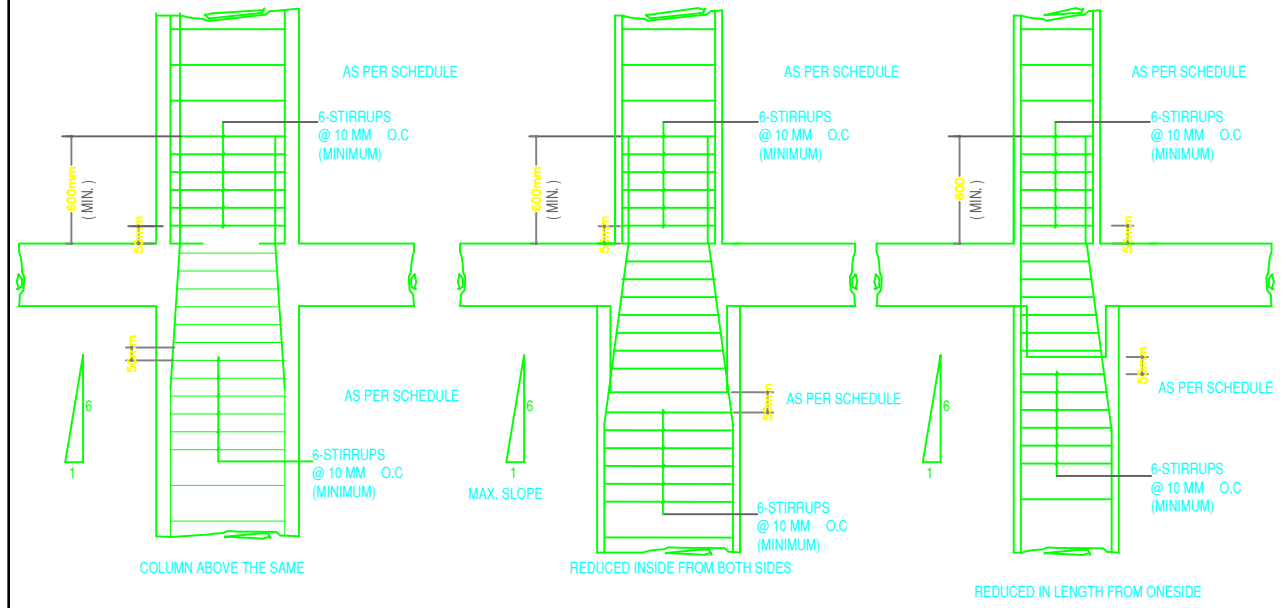 AS PER SCHEDULE
6-STIRRUPS
@ 10 MM O.C
(MINIMUM)
600mm
( MIN. )
50mm
50mm
6
1
AS PER SCHEDULE
6-STIRRUPS
@ 10 MM O.C
(MINIMUM)
COLUMN ABOVE THE SAME
AS PER SCHEDULE
6-STIRRUPS
@ 10 MM O.C
(MINIMUM)
600mm
( MIN. )
50mm
50mm
6
1
MAX. SLOPE
AS PER SCHEDULE
6-STIRRUPS
@ 10 MM O.C
(MINIMUM)
REDUCED INSIDE FROM BOTH SIDES
AS PER SCHEDULE
6-STIRRUPS
@ 10 MM O.C
(MINIMUM)
600
( MIN. )
50mm
50mm
6
1
AS PER SCHEDULE
6-STIRRUPS
@ 10 MM O.C
(MINIMUM)
REDUCED IN LENGTH FROM ONESIDE